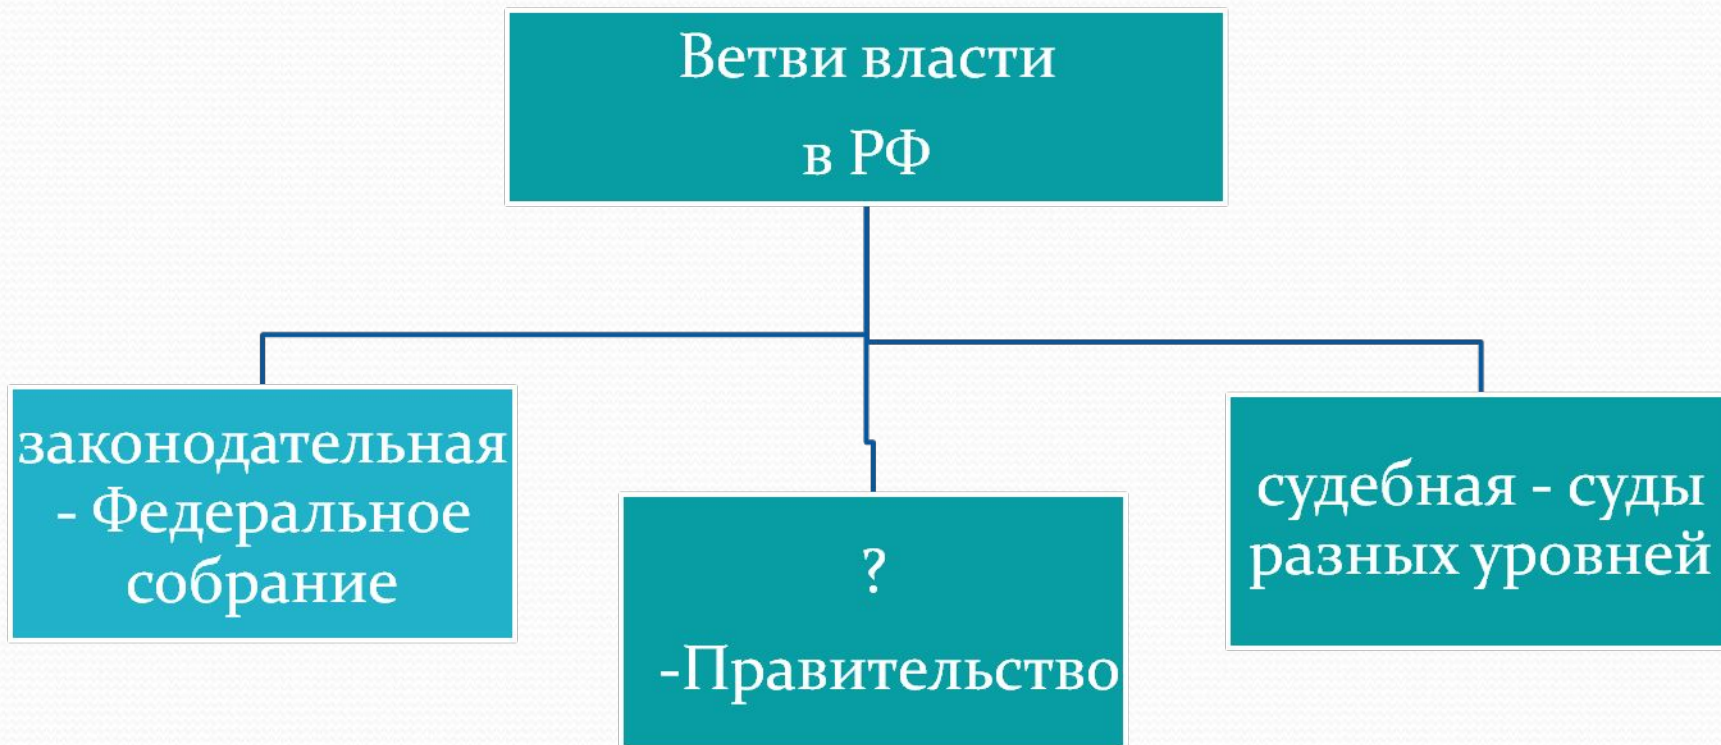 Ветви власти
в РФ
законодательная
- Федеральное
собрание
?
-Правительство
судебная - суды
разных уровней